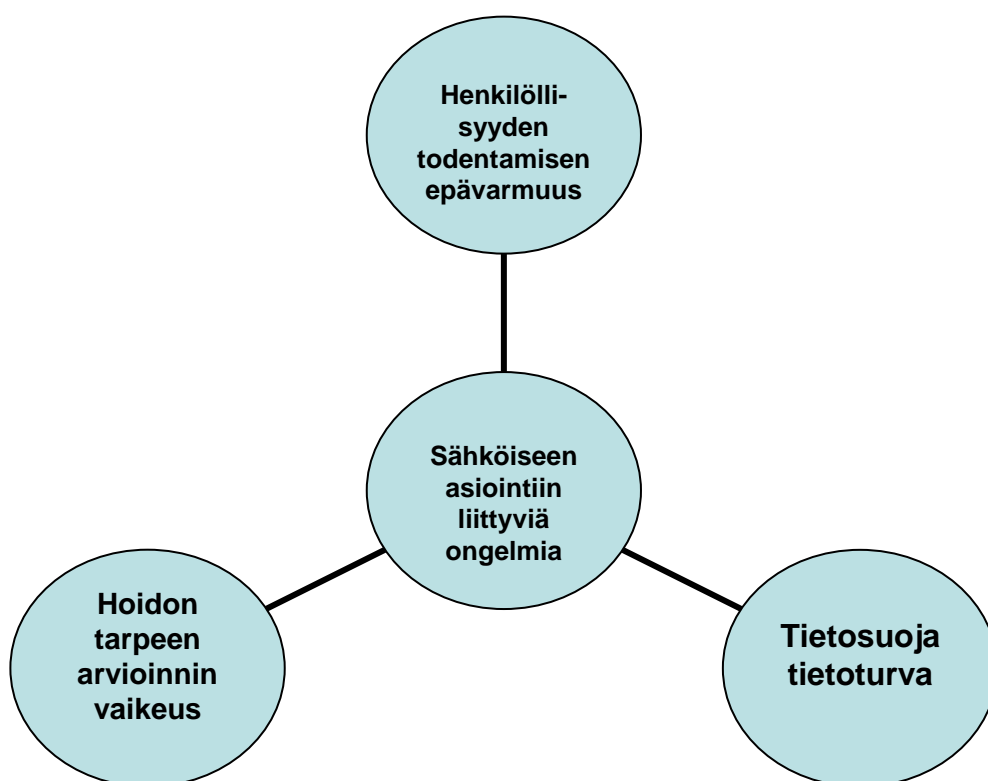 Henkilölli-
syyden
todentamisen
epävarmuus
Sähköiseen
asiointiin
liittyviä
ongelmia
Hoidon
tarpeen
arvioinnin
vaikeus
Tietosuoja
tietoturva